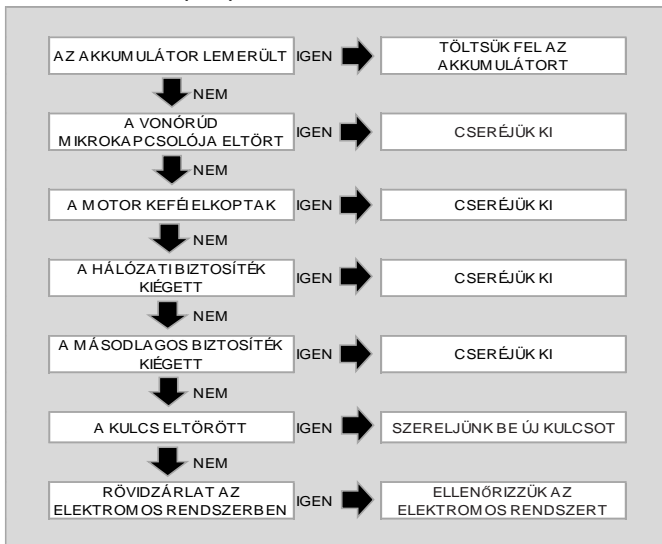 AZ AKKUMULÁTOR LEMERÜLT IGEN TÖLTSÜK FEL AZ
AKKUMULÁTORT
NEM
A VONÓRÚD
MIKROKAPCSOLÓJA ELTÖRT IGEN CSERÉJÜK KI
NEM
A MOTOR KEFÉI ELKOPTAK IGEN CSERÉJÜK KI
NEM
A HÁLÓZATI BIZTOSÍTÉK
KIÉGETT IGEN CSERÉJÜK KI
NEM
A MÁSODLAGOS BIZTOSÍTÉK
KIÉGETT IGEN CSERÉJÜK KI
NEM
A KULCS ELTÖRÖTT IGEN SZERELJÜNK BE ÚJ KULCSOT
NEM
RÖVIDZÁRLAT AZ
ELEKTROMOS RENDSZERBEN IGEN ELLENŐRIZZÜK AZ
ELEKTROMOS RENDSZERT